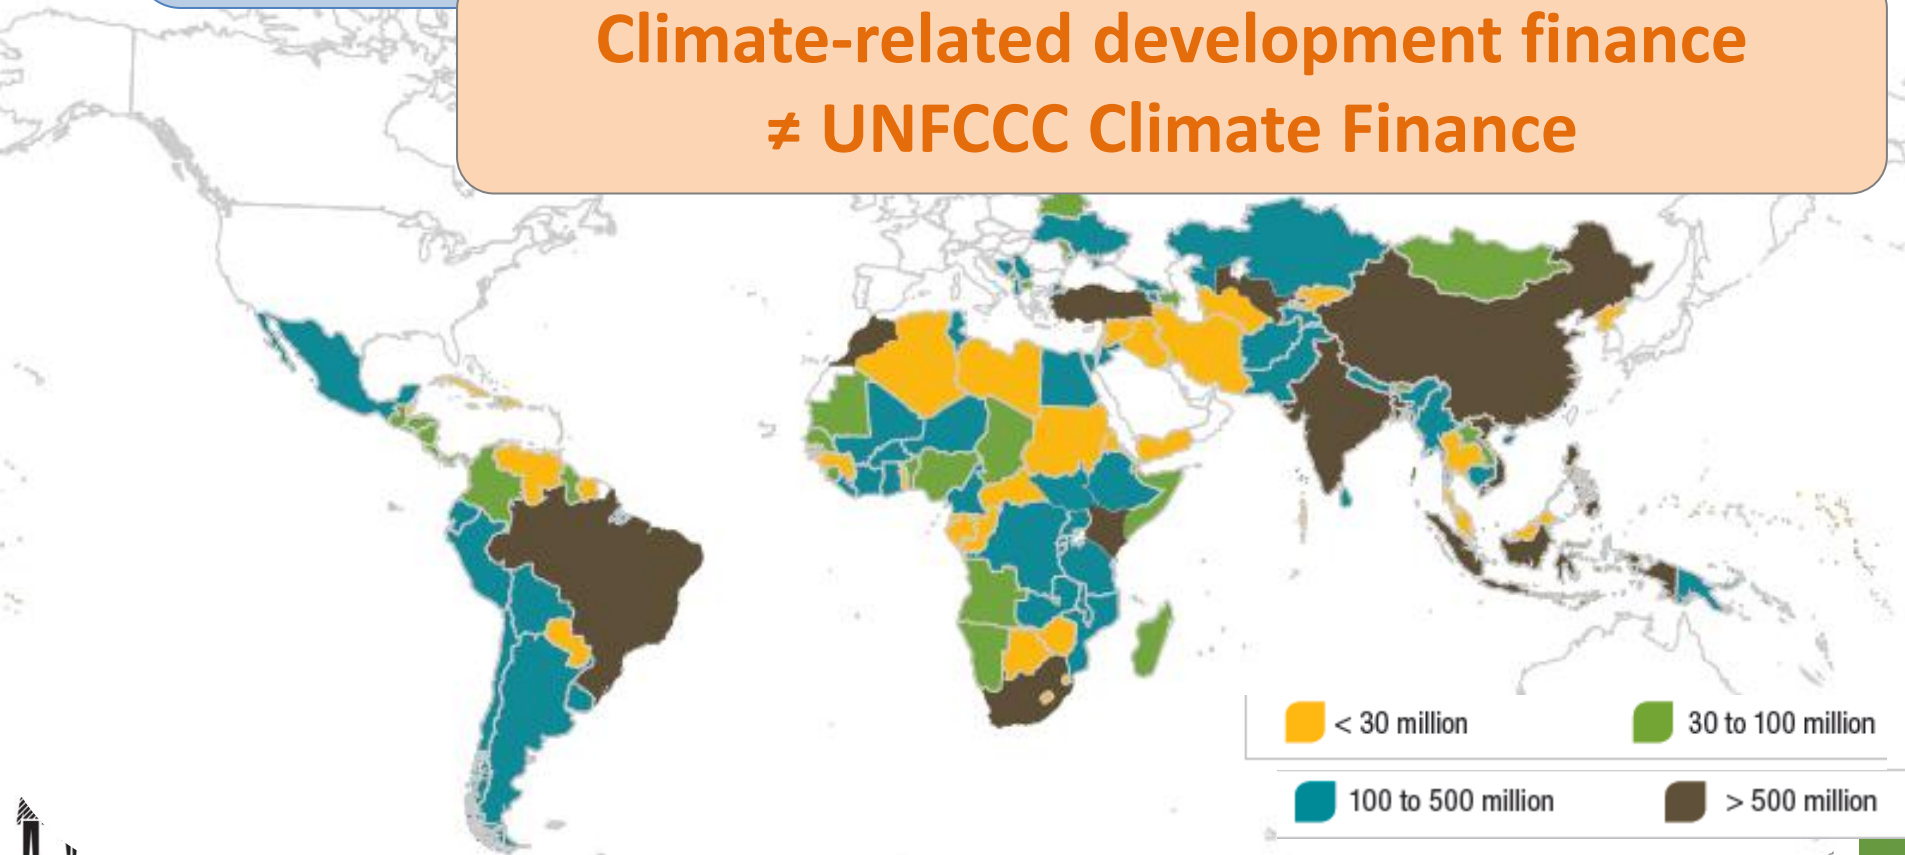 Climate-related development finance
≠ UNFCCC Climate Finance
< 30 million
30 to 100 million
100 to 500 million
> 500 million